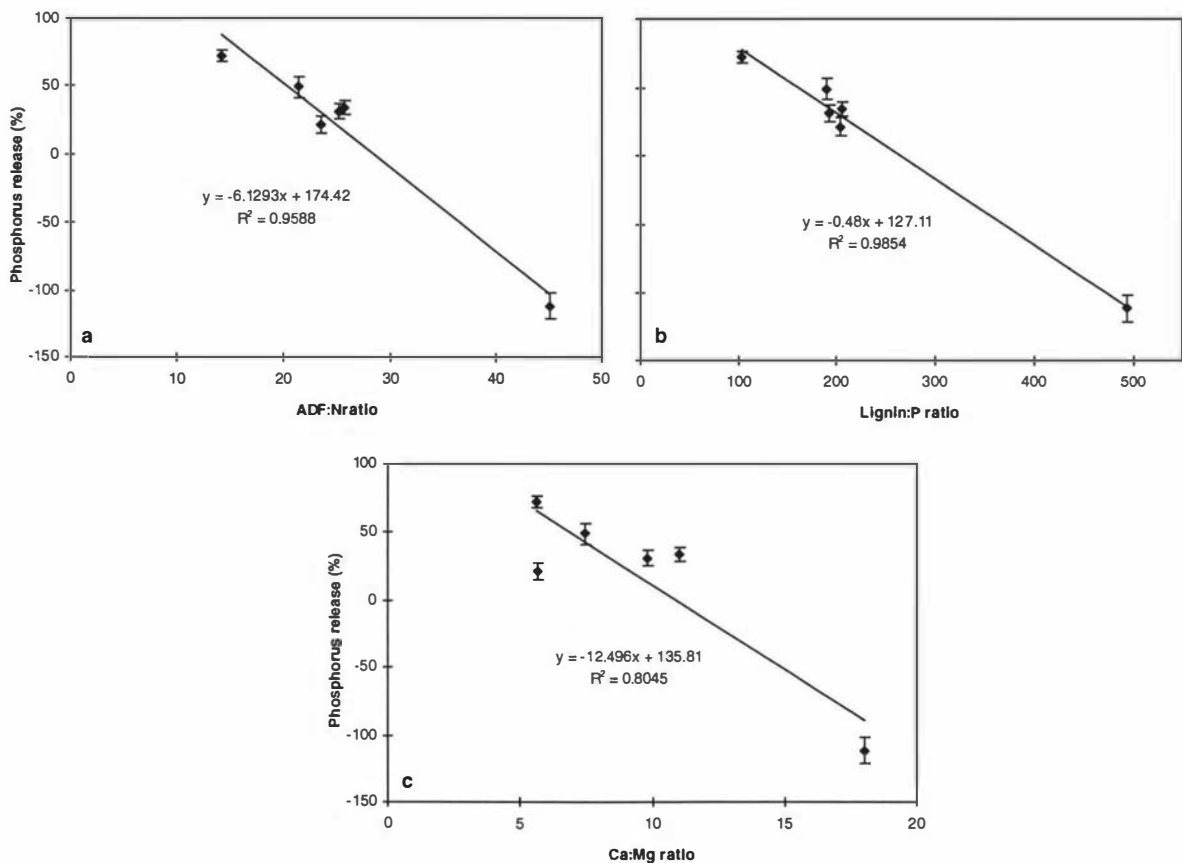 100
50
0
-50
-100
-150
Phosphorus release (%)
y = -6.1293x + 174.42
R² = 0.9588
a
0 10 20 30 40 50
ADF:Nratio
y = -0.48x + 127.11
R² = 0.9854
b
0 100 200 300 400 500
Lignin:P ratio
100
50
0
-50
-100
-150
Phosphorus release (%)
y = -12.496x + 135.81
R² = 0.8045
c
0 5 10 15 20
Ca:Mg ratio